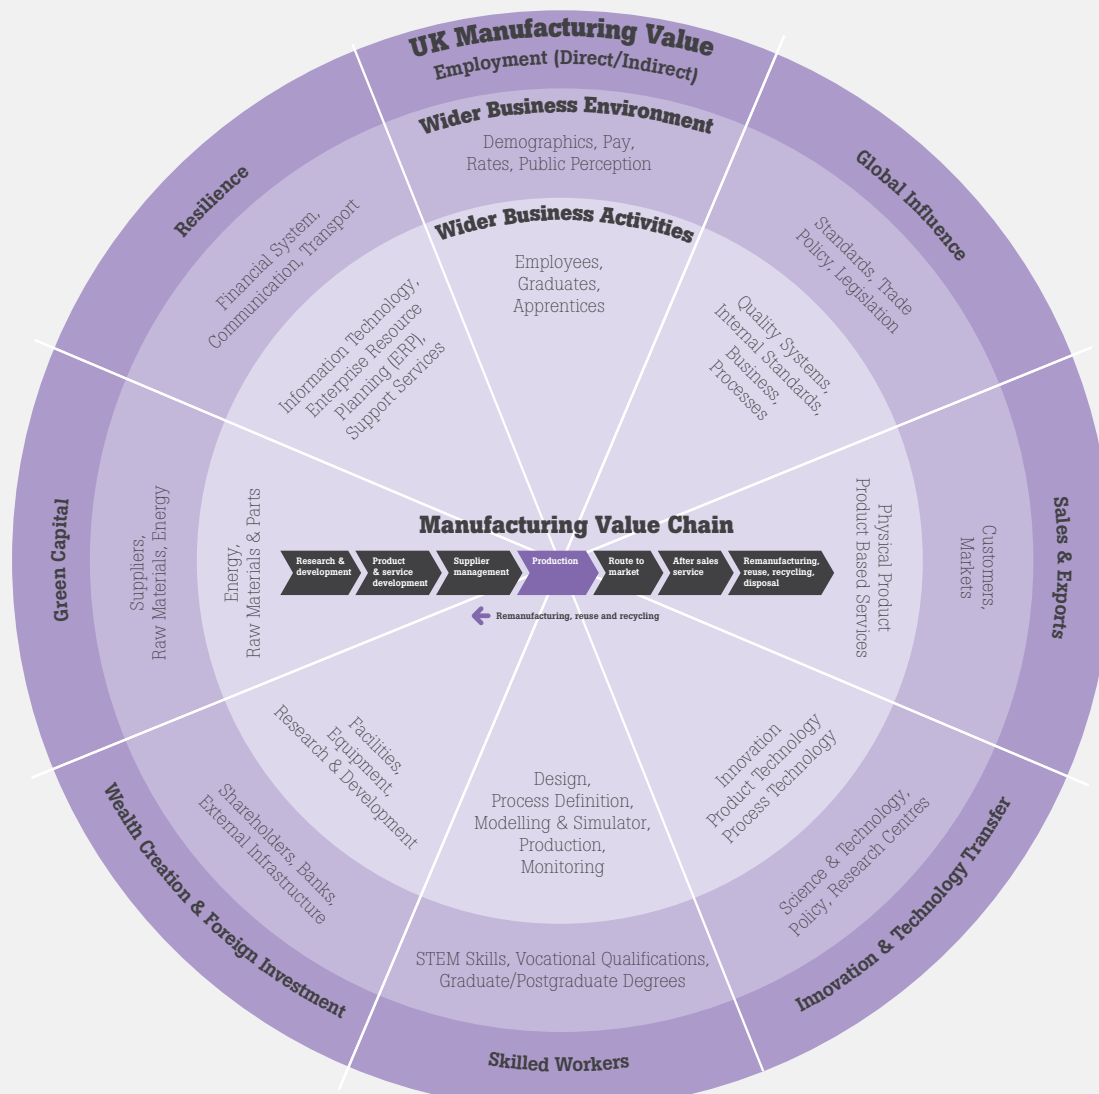 UK Manufacturing Value
Employment (Direct/Indirect)
Wider Business Environment
Demographics, Pay,
Rates, Public Perception
Wider Business Activities
Employees,
Graduates,
Apprentices
Global Influence
Standards, Trade
Policy, Legislation
Quality Systems,
Internal Standards,
Business,
Processes
Sales & Exports
Customers,
Markets
Physical Product
Product Based Services
Innovation & Technology Transfer
Science & Technology,
Policy, Research Centres
Innovation
Product Technology
Process Technology
Skilled Workers
STEM Skills, Vocational Qualifications,
Graduate/Postgraduate Degrees
Design,
Process Definition,
Modelling & Simulator,
Production,
Monitoring
Wealth Creation & Foreign Investment
Shareholders, Banks,
External Infrastructure
Facilities,
Equipment,
Research & Development
Green Capital
Suppliers,
Raw Materials, Energy
Energy,
Raw Materials & Parts
Resilience
Financial System,
Communication, Transport
Information Technology,
Enterprise Resource
Planning (ERP),
Support Services
Manufacturing Value Chain
Research &
development
Product
& service
development
Supplier
management
Production
Route to
market
After sales
service
Remanufacturing,
reuse, recycling,
disposal
Remanufacturing, reuse and recycling